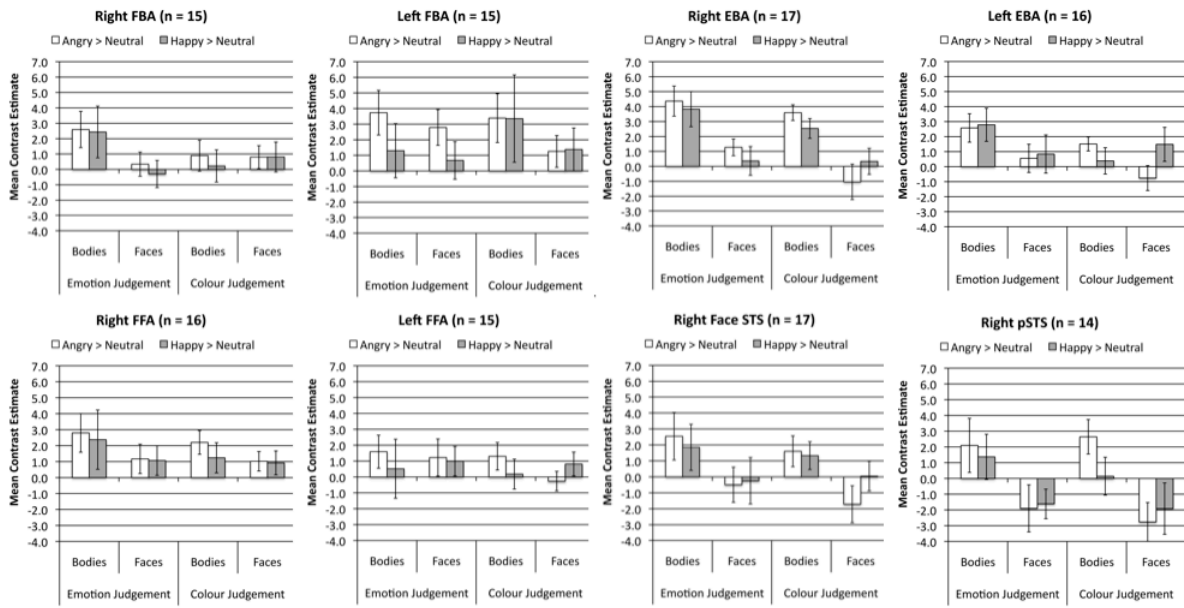 Right FBA (n = 15)
Angry > Neutral Happy > Neutral
Mean Contrast Estimate
7.0
6.0
5.0
4.0
3.0
2.0
1.0
0.0
-1.0
-2.0
-3.0
-4.0
Bodies Faces Bodies Faces
Emotion Judgement Colour Judgement
Left FBA (n = 15)
Angry > Neutral Happy > Neutral
Mean Contrast Estimate
7.0
6.0
5.0
4.0
3.0
2.0
1.0
0.0
-1.0
-2.0
-3.0
-4.0
Bodies Faces Bodies Faces
Emotion Judgement Colour Judgement
Right EBA (n = 17)
Angry > Neutral Happy > Neutral
Mean Contrast Estimate
7.0
6.0
5.0
4.0
3.0
2.0
1.0
0.0
-1.0
-2.0
-3.0
-4.0
Bodies Faces Bodies Faces
Emotion Judgement Colour Judgement
Left EBA (n = 16)
Angry > Neutral Happy > Neutral
Mean Contrast Estimate
7.0
6.0
5.0
4.0
3.0
2.0
1.0
0.0
-1.0
-2.0
-3.0
-4.0
Bodies Faces Bodies Faces
Emotion Judgement Colour Judgement
Right FFA (n = 16)
Angry > Neutral Happy > Neutral
Mean Contrast Estimate
7.0
6.0
5.0
4.0
3.0
2.0
1.0
0.0
-1.0
-2.0
-3.0
-4.0
Bodies Faces Bodies Faces
Emotion Judgement Colour Judgement
Left FFA (n = 15)
Angry > Neutral Happy > Neutral
Mean Contrast Estimate
7.0
6.0
5.0
4.0
3.0
2.0
1.0
0.0
-1.0
-2.0
-3.0
-4.0
Bodies Faces Bodies Faces
Emotion Judgement Colour Judgement
Right Face STS (n = 17)
Angry > Neutral Happy > Neutral
Mean Contrast Estimate
7.0
6.0
5.0
4.0
3.0
2.0
1.0
0.0
-1.0
-2.0
-3.0
-4.0
Bodies Faces Bodies Faces
Emotion Judgement Colour Judgement
Right pSTS (n = 14)
Angry > Neutral Happy > Neutral
Mean Contrast Estimate
7.0
6.0
5.0
4.0
3.0
2.0
1.0
0.0
-1.0
-2.0
-3.0
-4.0
Bodies Faces Bodies Faces
Emotion Judgement Colour Judgement